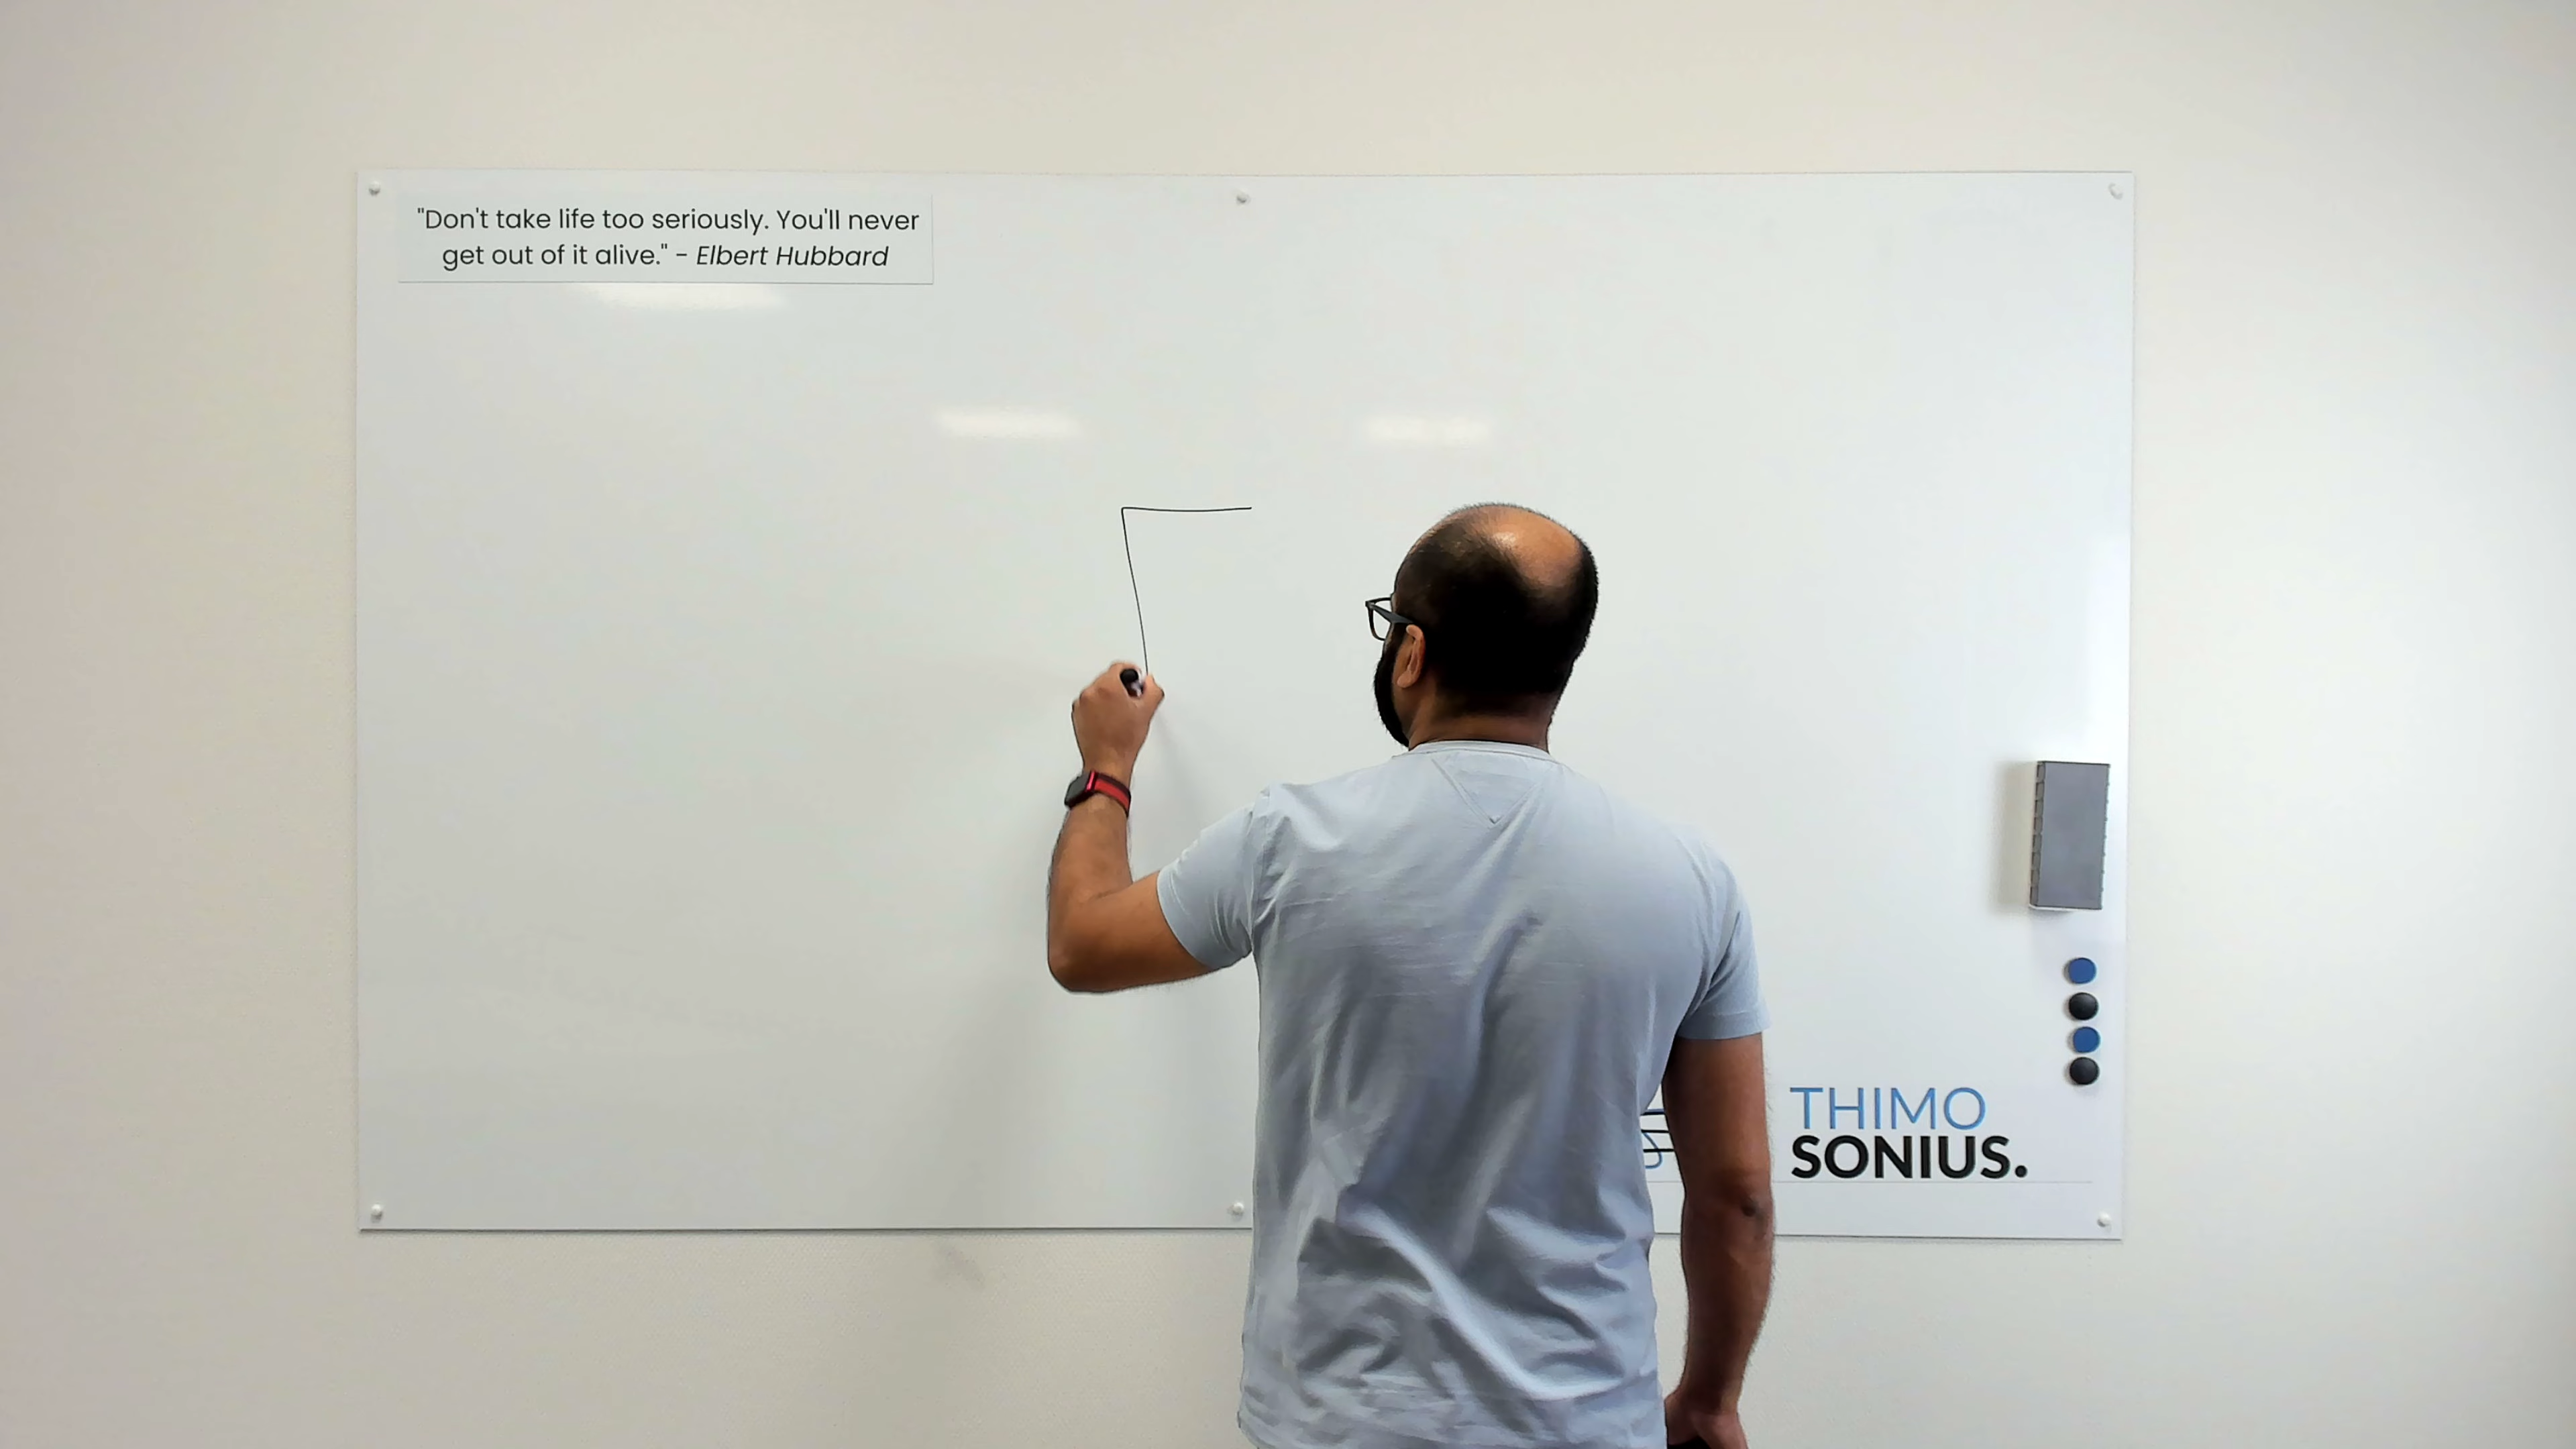 "Don't take life too seriously. You'll never
get out of it alive." - Elbert Hubbard
THIMO
SONIUS.